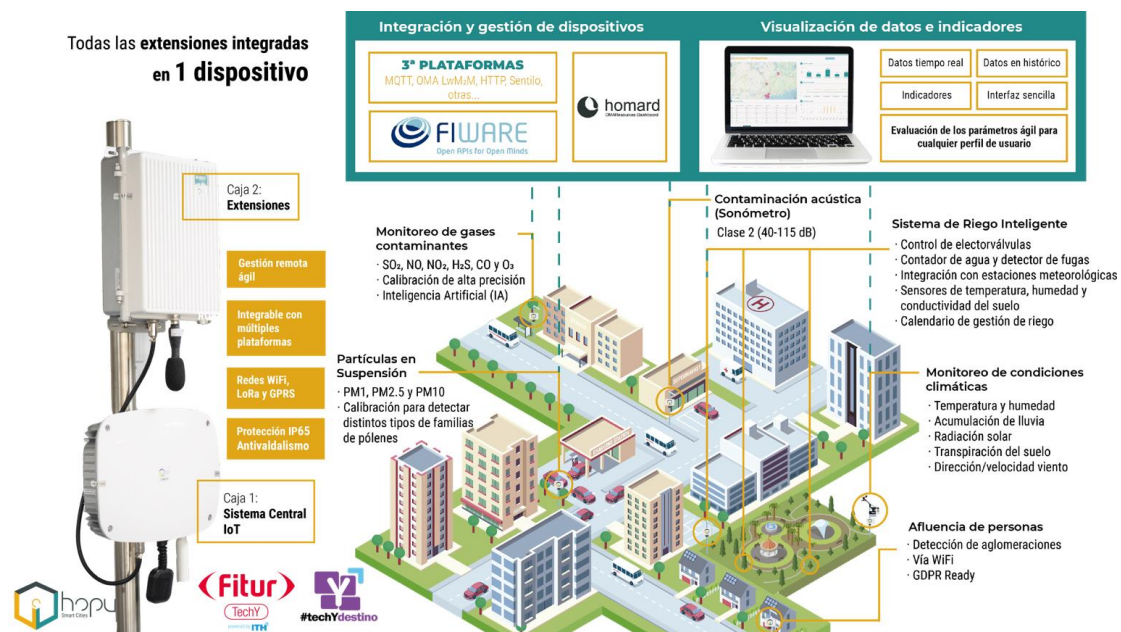 Todas las extensiones integradas
en 1 dispositivo
Caja 2:
Extensiones
Gestión remota
ágil
Integrable con
múltiples
plataformas
Redes WiFi,
LoRa y GPRS
Protección IP65
Antivaldalismo
Caja 1:
Sistema Central
IoT
hopu
Smart Cities
Fitur
TechY
powered by ITH
#techYdestino
Integración y gestión de dispositivos
3ª PLATAFORMAS
MQTT, OMA LwM2M, HTTP, Sentilo,
otras...
FIWARE
Open APIs for Open Minds
homard
Visualización de datos e indicadores
Datos tiempo real
Datos en histórico
Indicadores
Interfaz sencilla
Evaluación de los parámetros ágil para
cualquier perfil de usuario
Monitoreo de gases
contaminantes
· SO₂, NO, NO₂, H₂S, CO y O₃
· Calibración de alta precisión
· Inteligencia Artificial (IA)
Partículas en
Suspensión
· PM1, PM2.5 y PM10
· Calibración para detectar
distintos tipos de familias
de pólenes
Contaminación acústica
(Sonómetro)
Clase 2 (40-115 dB)
Sistema de Riego Inteligente
· Control de electorválvulas
· Contador de agua y detector de fugas
· Integración con estaciones meteorológicas
· Sensores de temperatura, humedad y
conductividad del suelo
· Calendario de gestión de riego
Monitoreo de condiciones
climáticas
· Temperatura y humedad
· Acumulación de lluvia
· Radiación solar
· Transpiración del suelo
· Dirección/velocidad viento
Afluencia de personas
· Detección de aglomeraciones
· Vía WiFi
· GDPR Ready
H